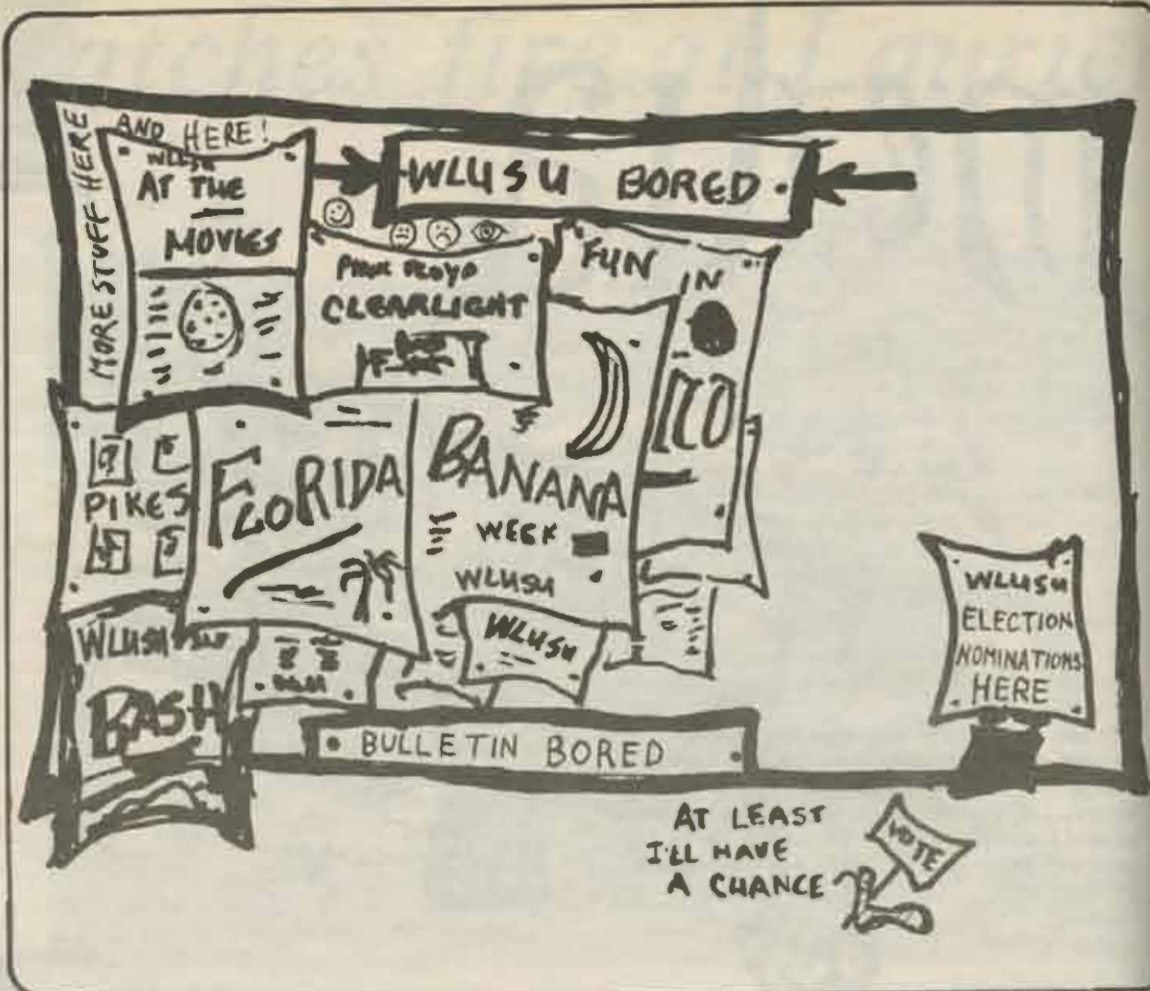 MORE STUFF HERE
AND HERE!
WLUSU
AT THE
MOVIES
WLUSU BORED
PINK FLOYD
CLEARLIGHT
FUN
IN
PIKES
FLORIDA
BANANA
WEEK
WLUSU
WLUSU
BASH
WLUSU
BULLETIN BORED
WLUSU
ELECTION
NOMINATIONS
HERE
AT LEAST
I'LL HAVE
A CHANCE
VOTE